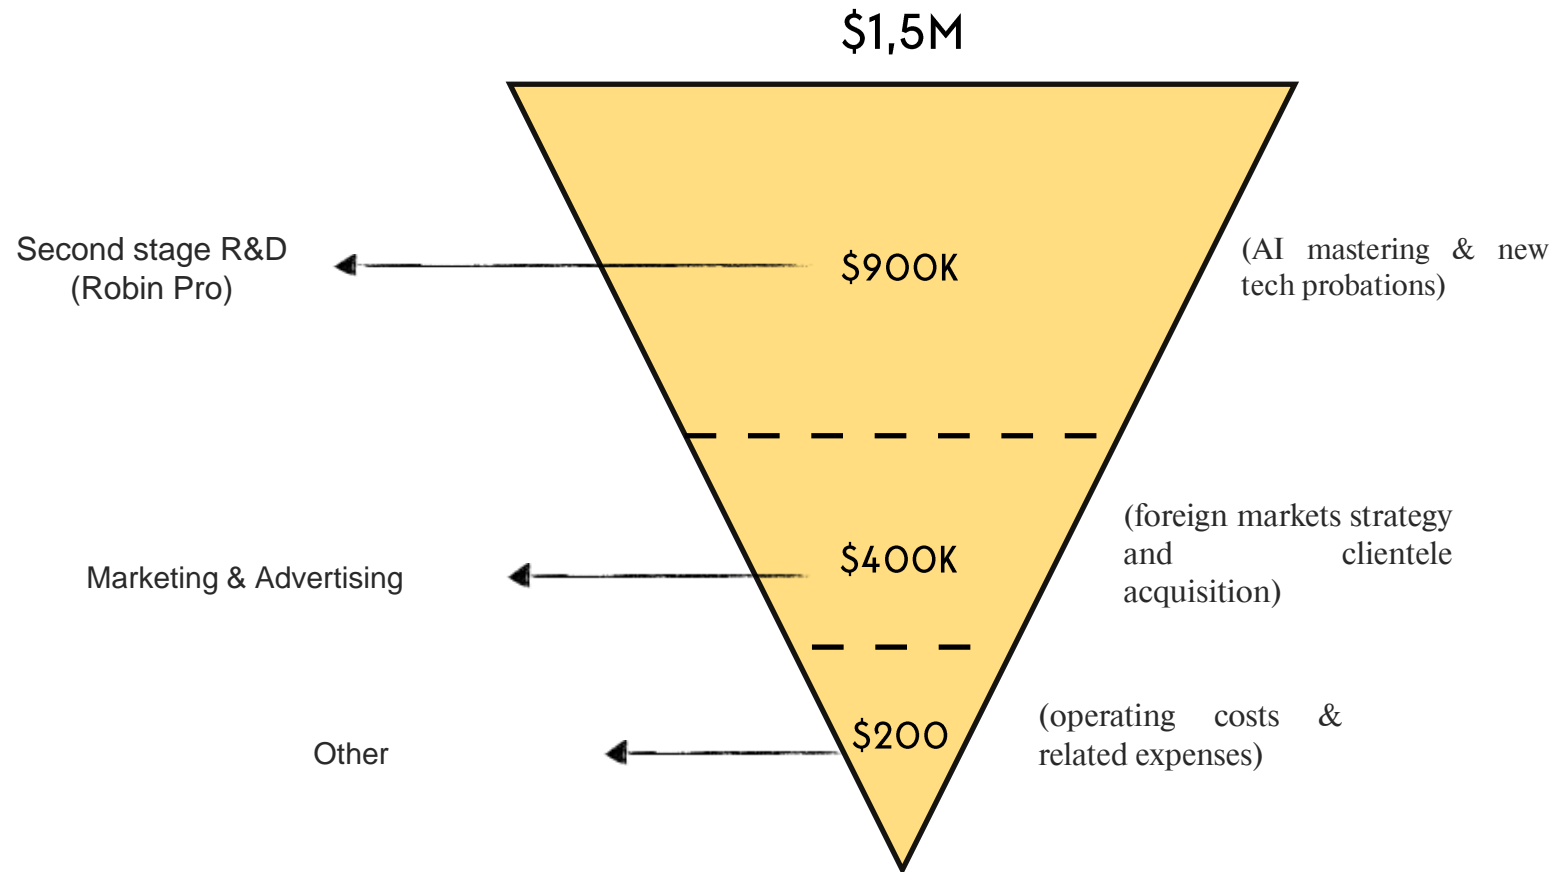 $1,5M
Second stage R&D
(Robin Pro)
$900K
(AI mastering & new
tech probations)
Marketing & Advertising
$400K
(foreign markets strategy
and clientele
acquisition)
Other
$200
(operating costs &
related expenses)